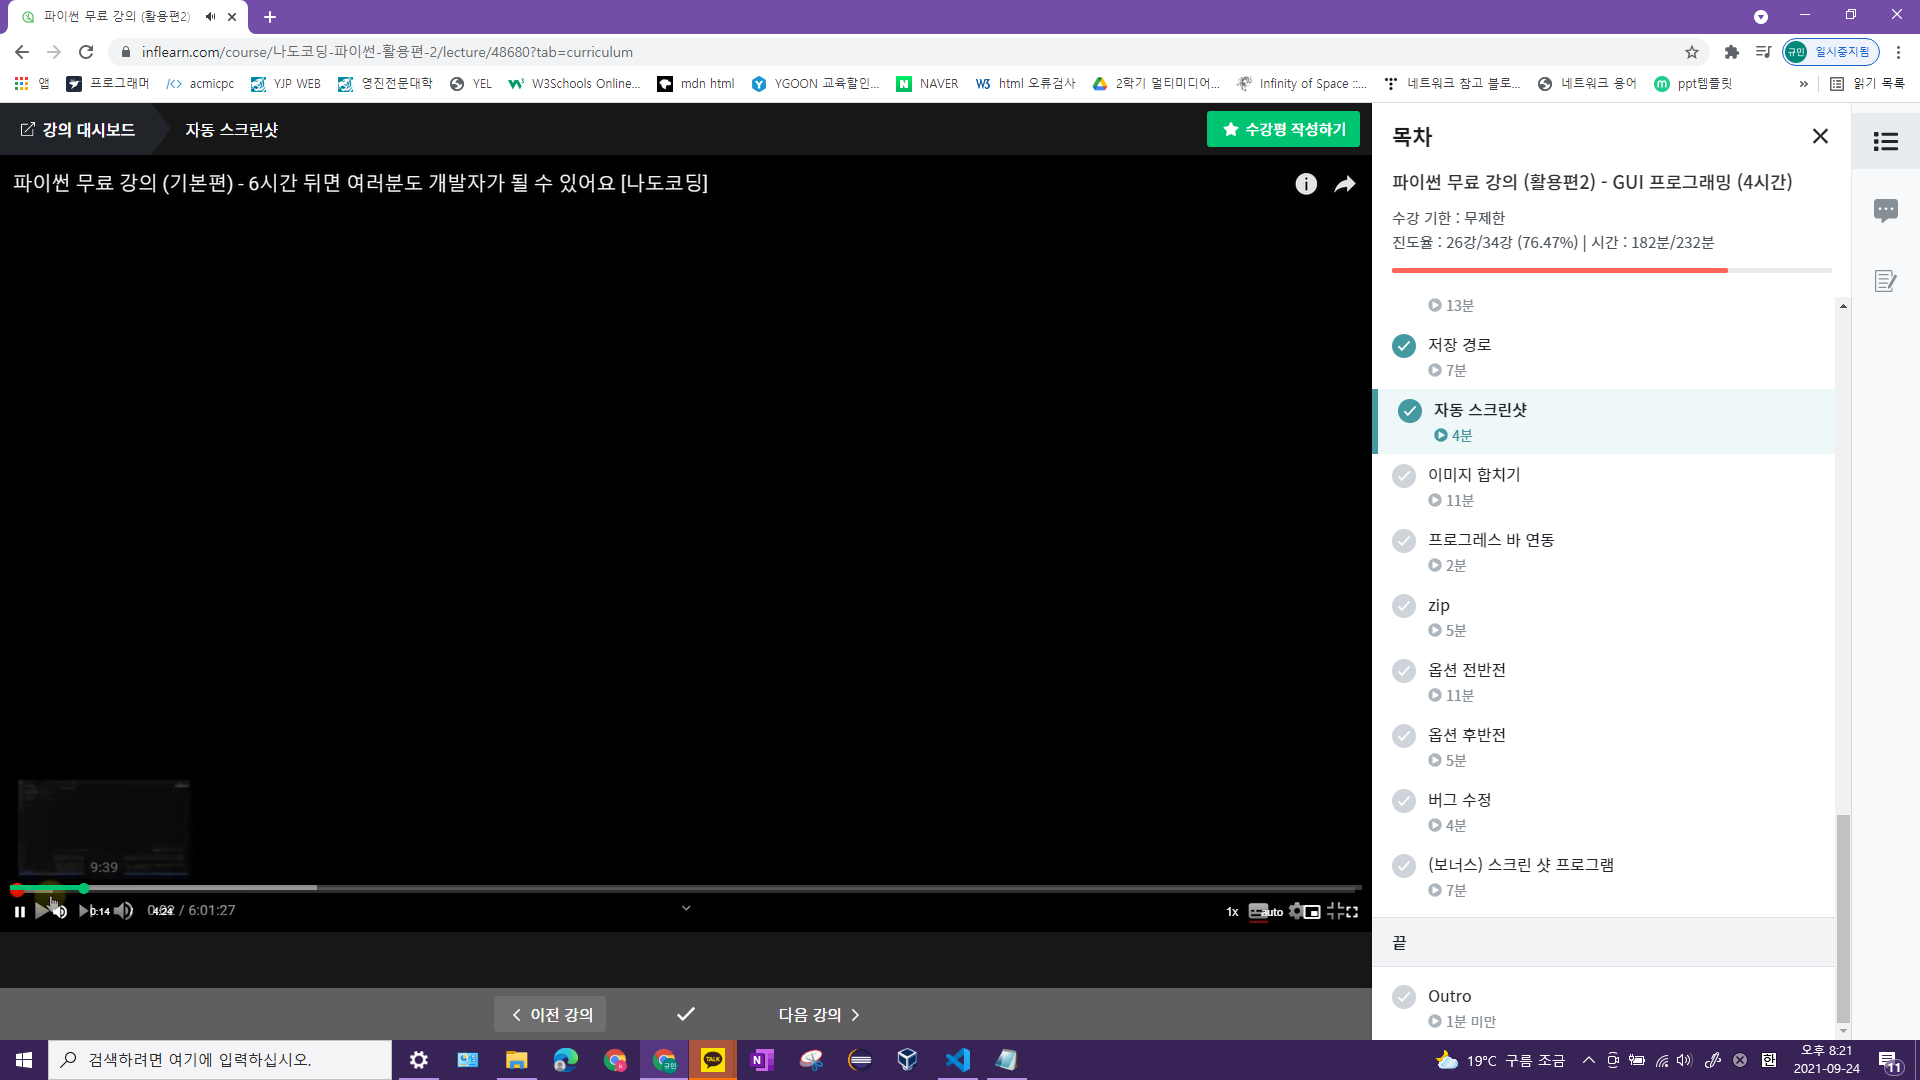 파이썬 무료 강의 (활용편2)
inflearn.com/course/나도코딩-파이썬-활용편-2/lecture/48680?tab=curriculum
규민 일시중지됨
앱 프로그래머 acmicpc YJP WEB 영진전문대학 YEL W3Schools Online... mdn html YGOON 교육할인... NAVER html 오류검사 2학기 멀티미디어... Infinity of Space ::... 네트워크 참고 블로... 네트워크 용어 ppt템플릿 » 읽기 목록
강의 대시보드 자동 스크린샷 수강평 작성하기
파이썬 무료 강의 (기본편) - 6시간 뒤면 여러분도 개발자가 될 수 있어요 [나도코딩]
9:39
0:14 4:24 / 6:01:27 1x auto
이전 강의 다음 강의
목차
파이썬 무료 강의 (활용편2) - GUI 프로그래밍 (4시간)
수강 기한 : 무제한
진도율 : 26강/34강 (76.47%) | 시간 : 182분/232분
13분
저장 경로
7분
자동 스크린샷
4분
이미지 합치기
11분
프로그레스 바 연동
2분
zip
5분
옵션 전반전
11분
옵션 후반전
5분
버그 수정
4분
(보너스) 스크린 샷 프로그램
7분
끝
Outro
1분 미만
검색하려면 여기에 입력하십시오.
TALK
19°C 구름 조금
한
오후 8:21
2021-09-24
11